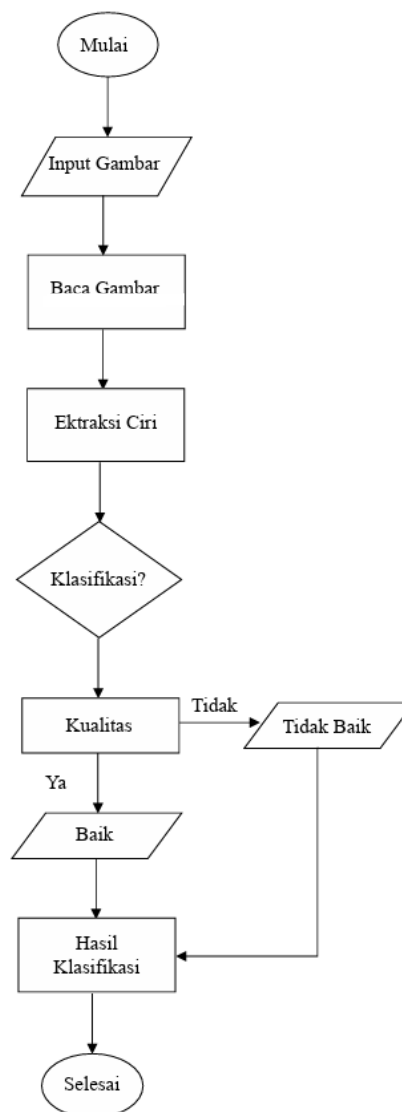 Mulai
Input Gambar
Baca Gambar
Ektraksi Ciri
Klasifikasi?
Kualitas
Tidak
Tidak Baik
Ya
Baik
Hasil
Klasifikasi
Selesai